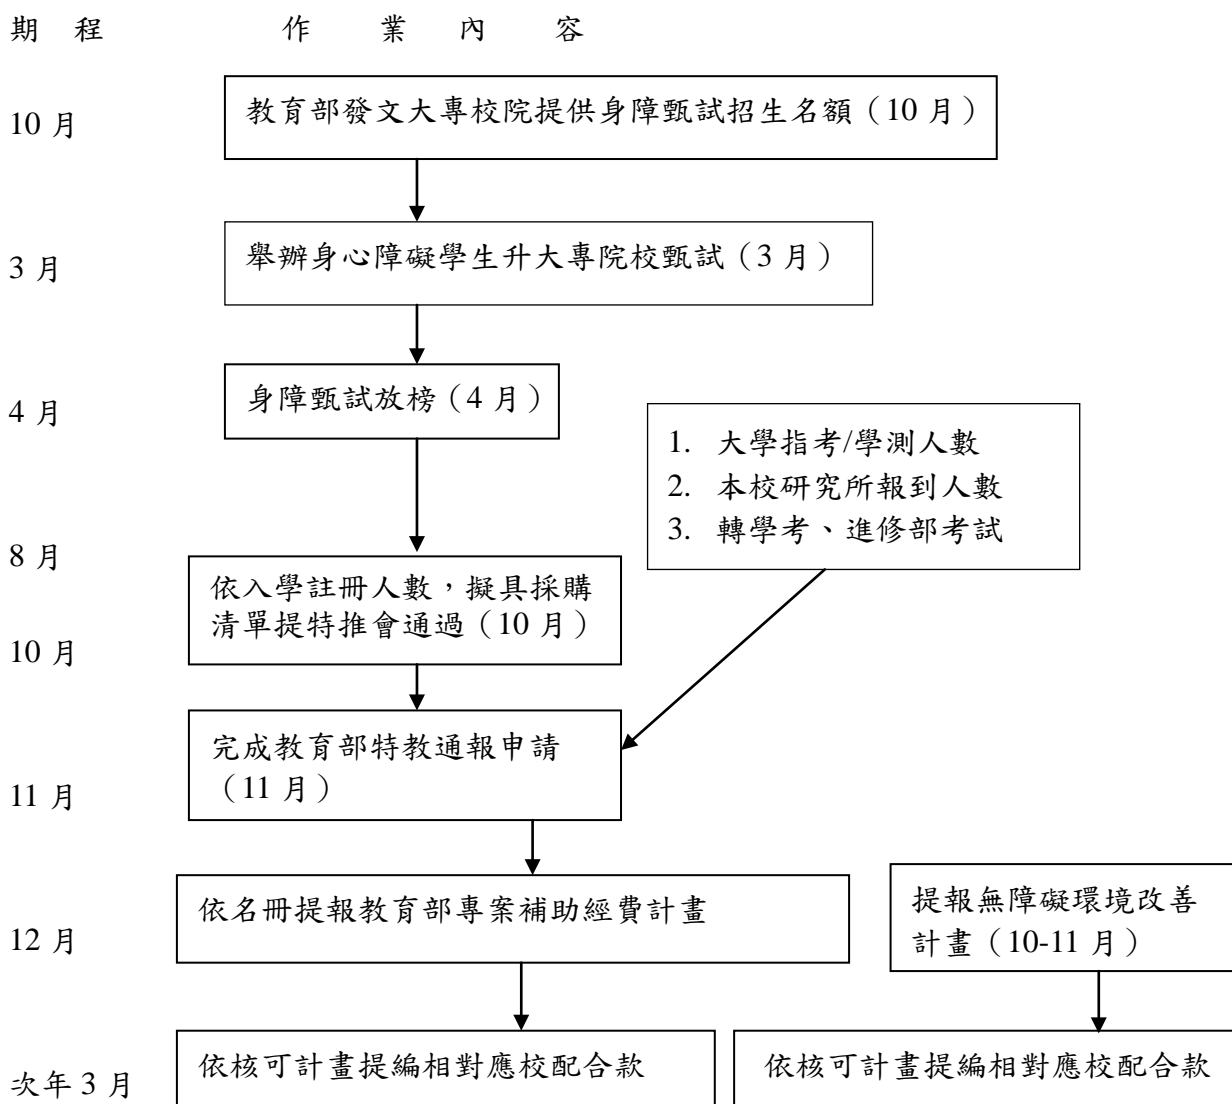 期 程 作 業 內 容
10 月
教育部發文大專校院提供身障甄試招生名額（10 月）
3 月
舉辦身心障礙學生升大專院校甄試（3 月）
4 月
身障甄試放榜（4 月）
1. 大學指考/學測人數
2. 本校研究所報到人數
3. 轉學考、進修部考試
8 月
依入學註冊人數，擬具採購
清單提特推會通過（10 月）
10 月
完成教育部特教通報申請
（11 月）
11 月
依名冊提報教育部專案補助經費計畫
12 月
提報無障礙環境改善
計畫（10-11 月）
次年 3 月
依核可計畫提編相對應校配合款
依核可計畫提編相對應校配合款